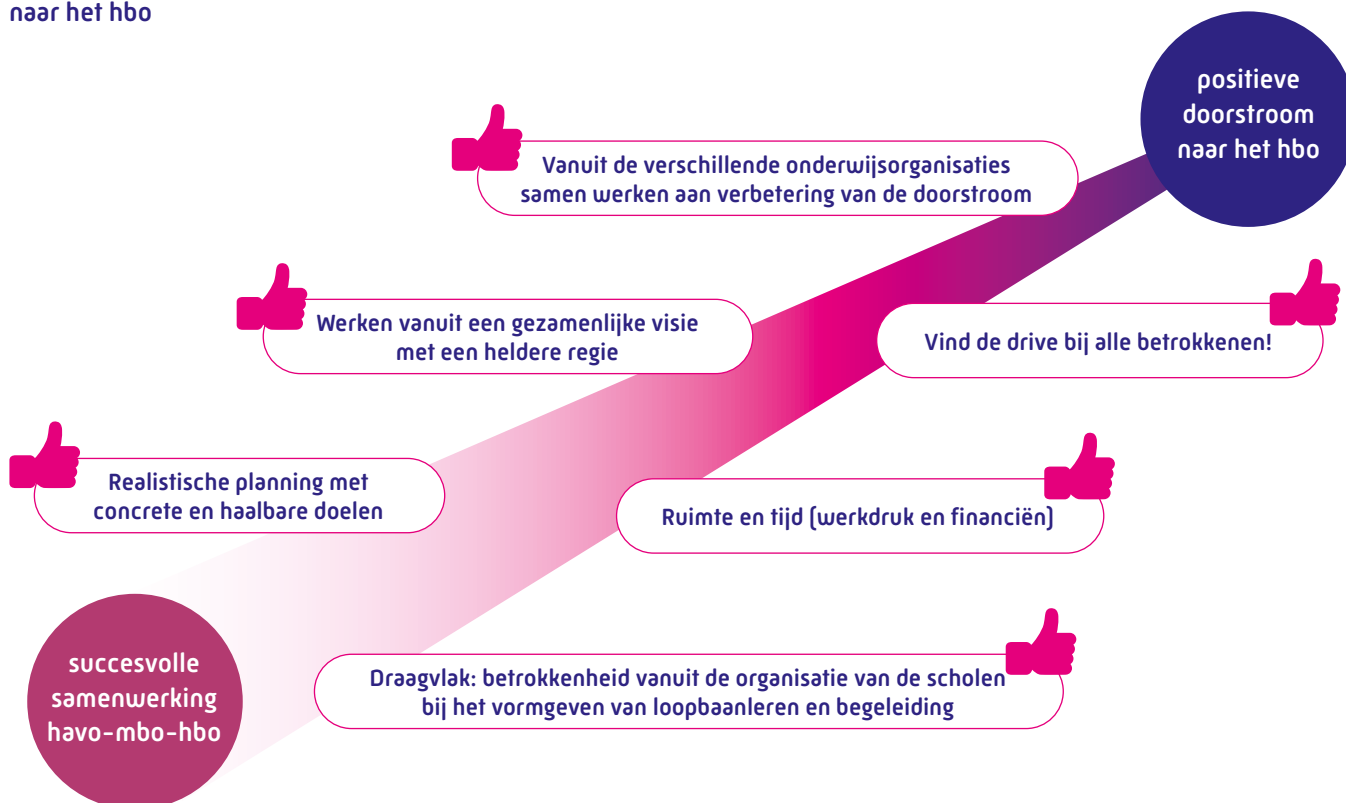 naar het hbo
positieve
doorstroom
naar het hbo
Vanuit de verschillende onderwijsorganisaties
samen werken aan verbetering van de doorstroom
Werken vanuit een gezamenlijke visie
met een heldere regie
Vind de drive bij alle betrokkenen!
Realistische planning met
concrete en haalbare doelen
Ruimte en tijd (werkdruk en financiën)
succesvolle
samenwerking
havo-mbo-hbo
Draagvlak: betrokkenheid vanuit de organisatie van de scholen
bij het vormgeven van loopbaanleren en begeleiding